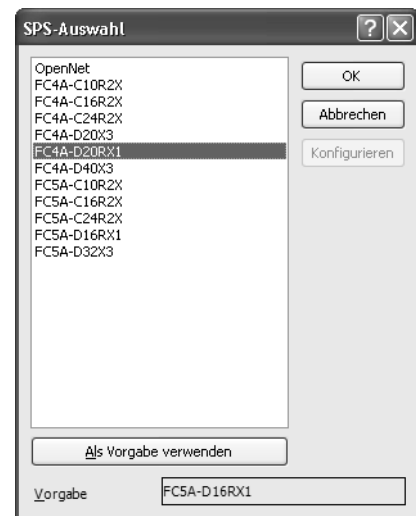 SPS-Auswahl
OpenNet
FC4A-C10R2X
FC4A-C16R2X
FC4A-C24R2X
FC4A-D20X3
FC4A-D20RX1
FC4A-D40X3
FC5A-C10R2X
FC5A-C16R2X
FC5A-C24R2X
FC5A-D16RX1
FC5A-D32X3
OK
Abbrechen
Konfigurieren
Als Vorgabe verwenden
Vorgabe FC5A-D16RX1